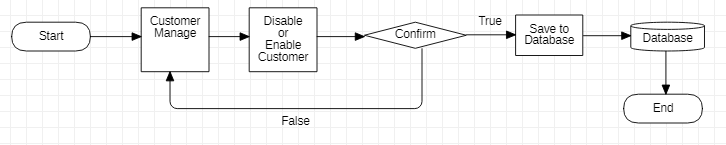 Start
Customer
Manage
Disable
or
Enable
Customer
Confirm
True
Save to
Database
Database
False
End